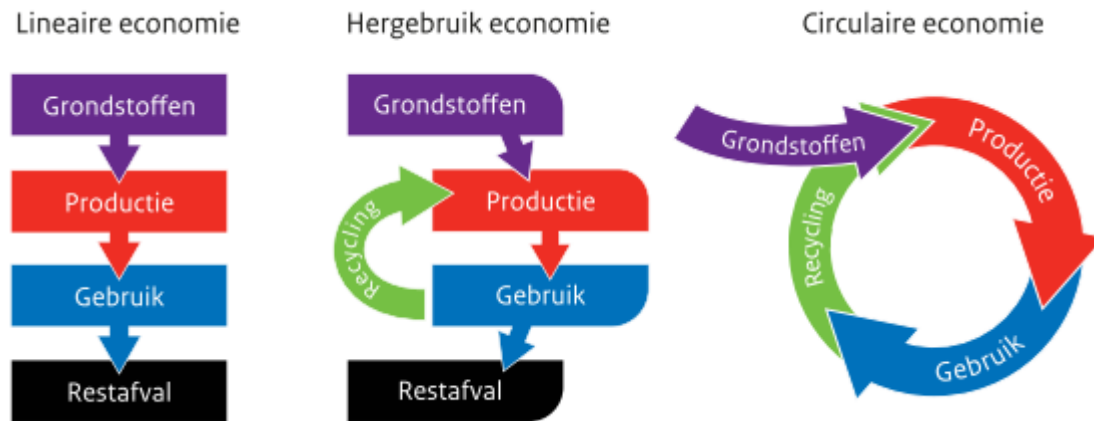 Lineaire economie
Grondstoffen
Productie
Gebruik
Restafval
Hergebruik economie
Grondstoffen
Productie
Recycling
Gebruik
Restafval
Circulaire economie
Grondstoffen
Productie
Gebruik
Recycling